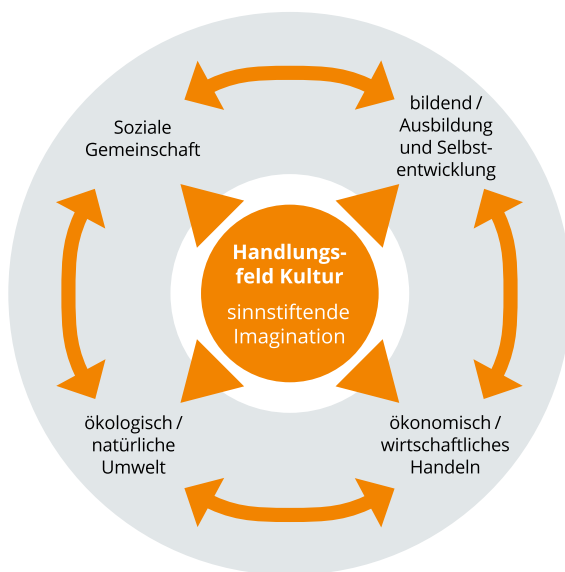 Soziale
Gemeinschaft
bildend /
Ausbildung
und Selbst-
entwicklung
Handlungs-
feld Kultur
sinnstiftende
Imagination
ökologisch /
natürliche
Umwelt
ökonomisch /
wirtschaftliches
Handeln